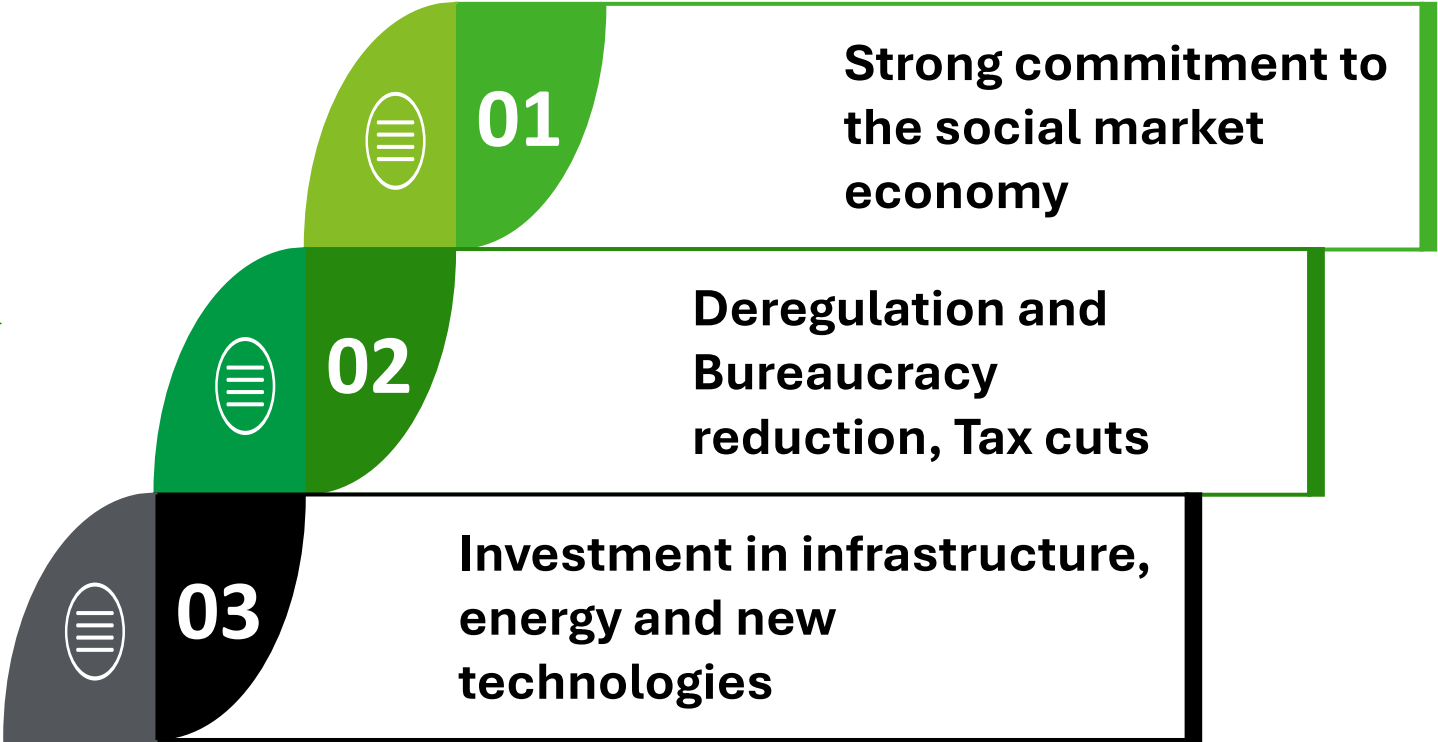 01
Strong commitment to
the social market
economy
02
Deregulation and
Bureaucracy
reduction, Tax cuts
03
Investment in infrastructure,
energy and new
technologies